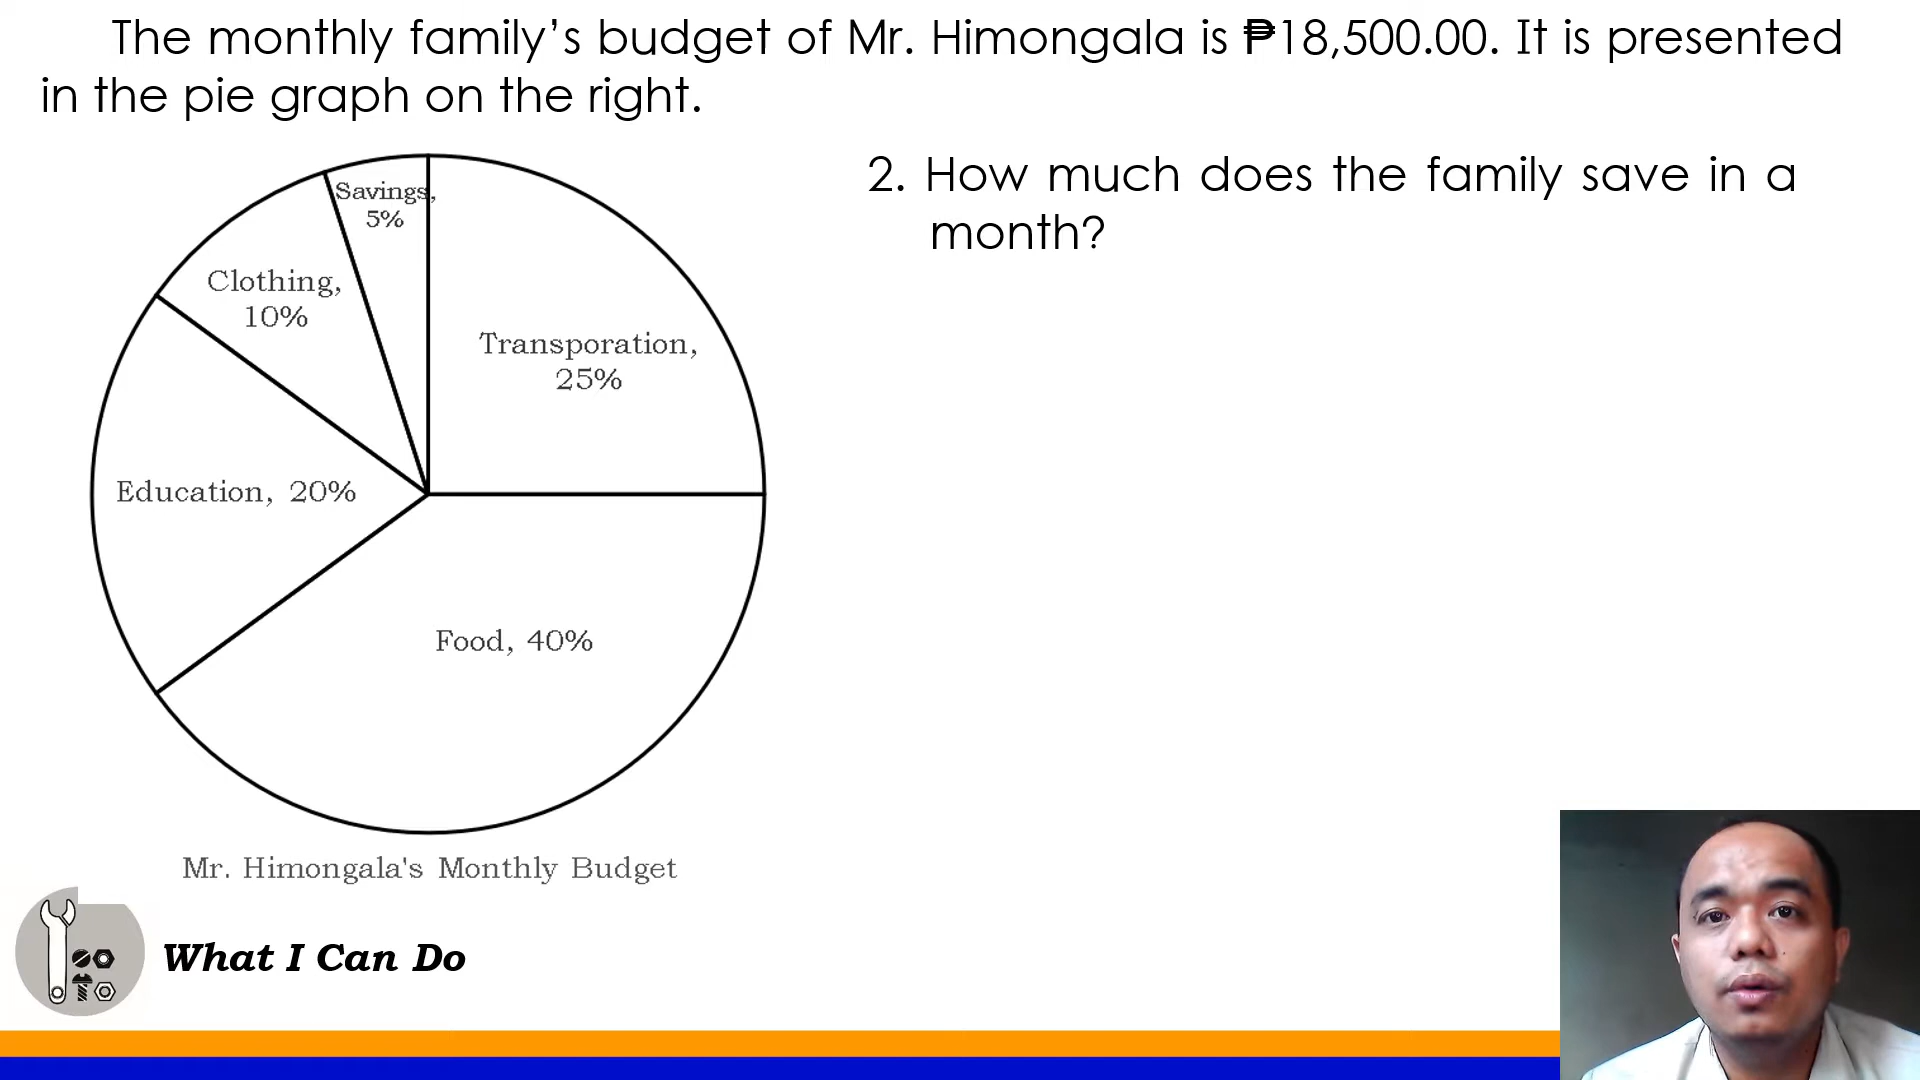 The monthly family’s budget of Mr. Himongala is ₱18,500.00. It is presented
in the pie graph on the right.
2. How much does the family save in a
month?
Savings,
5%
Clothing,
10%
Transporation,
25%
Education, 20%
Food, 40%
Mr. Himongala's Monthly Budget
What I Can Do